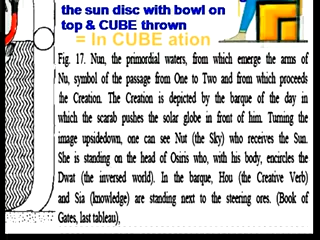 the sun disc with bowl on
top & CUBE thrown
= In CUBE ation
Fig. 17. Nun, the primordial waters, from which emerge the arms of
Nu, symbol of the passage from One to Two and from which proceeds
the Creation. The Creation is depicted by the barque of the day in
which the scarab pushes the solar globe in front of him. Turning the
image upsidedown, one can see Nut (the Sky) who receives the Sun.
She is standing on the head of Osiris who, with his body, encircles the
Dwat (the inversed world). In the barque, Hou (the Creative Verb)
and Sia (knowledge) are standing next to the steering ores. (Book of
Gates, last tableau),